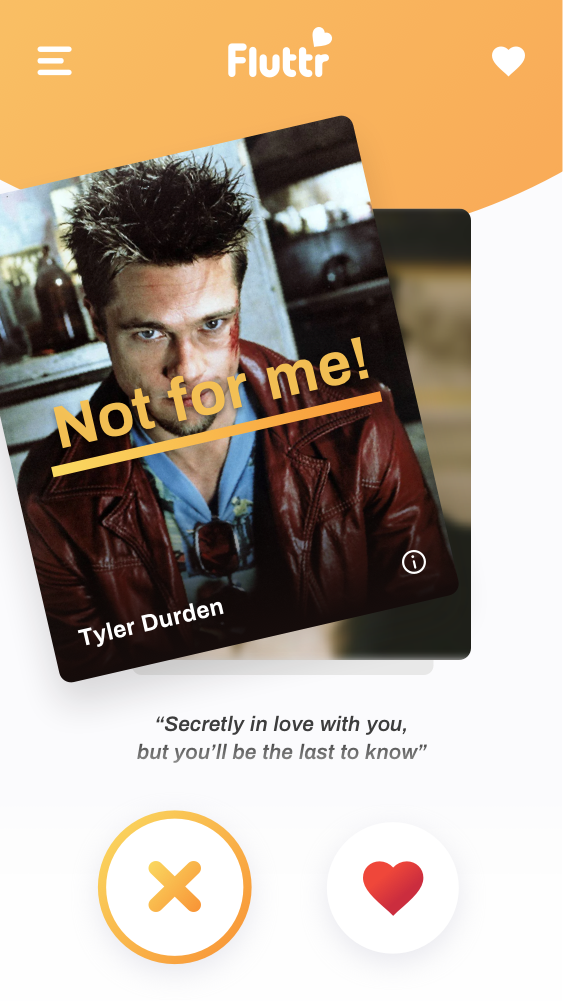 Fluttr
Not for me!
Tyler Durden
“Secretly in love with you,
but you’ll be the last to know”